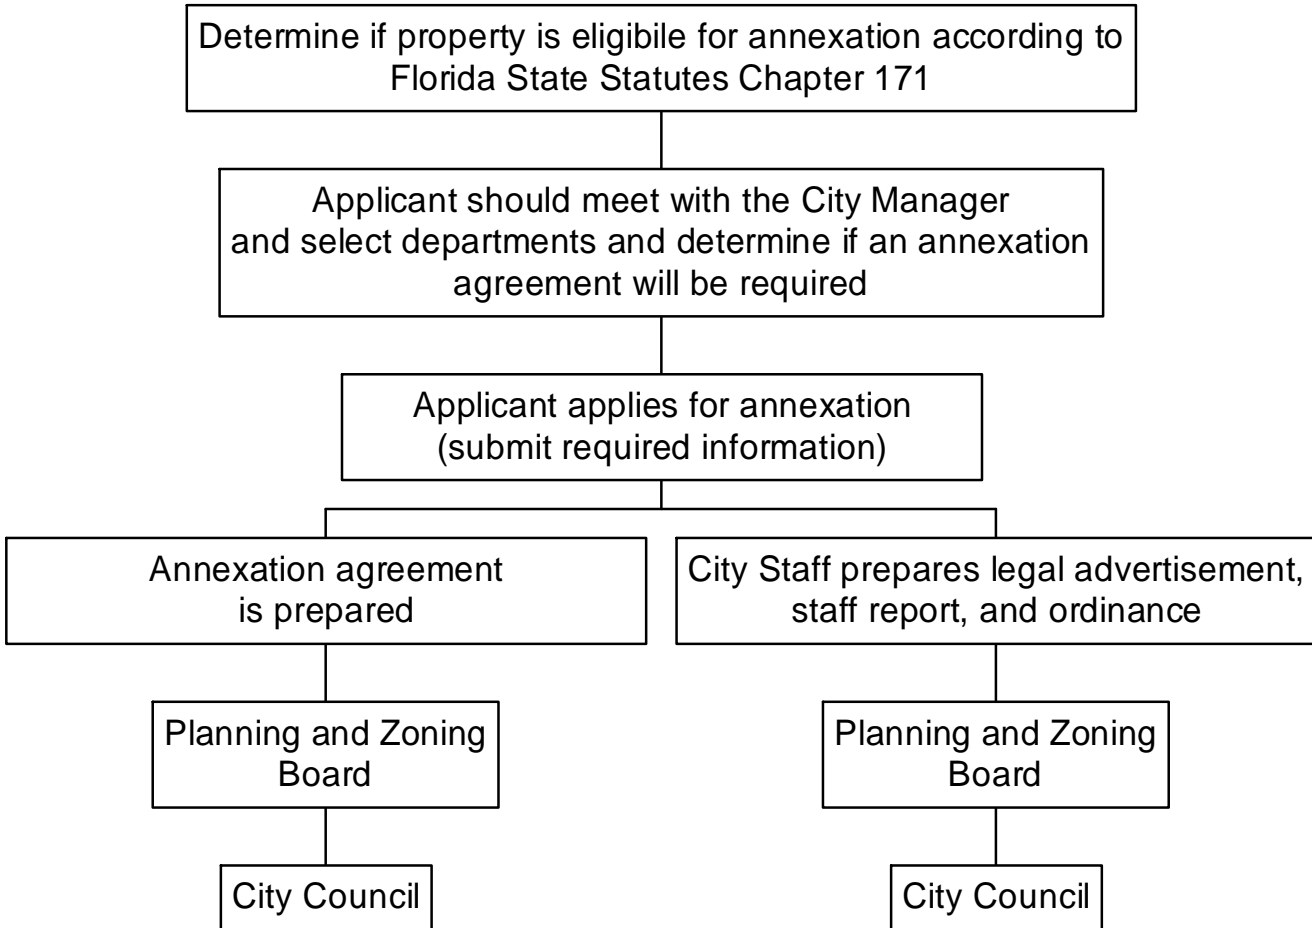 Determine if property is eligibile for annexation according to
Florida State Statutes Chapter 171
Applicant should meet with the City Manager
and select departments and determine if an annexation
agreement will be required
Applicant applies for annexation
(submit required information)
Annexation agreement
is prepared
City Staff prepares legal advertisement,
staff report, and ordinance
Planning and Zoning
Board
Planning and Zoning
Board
City Council
City Council